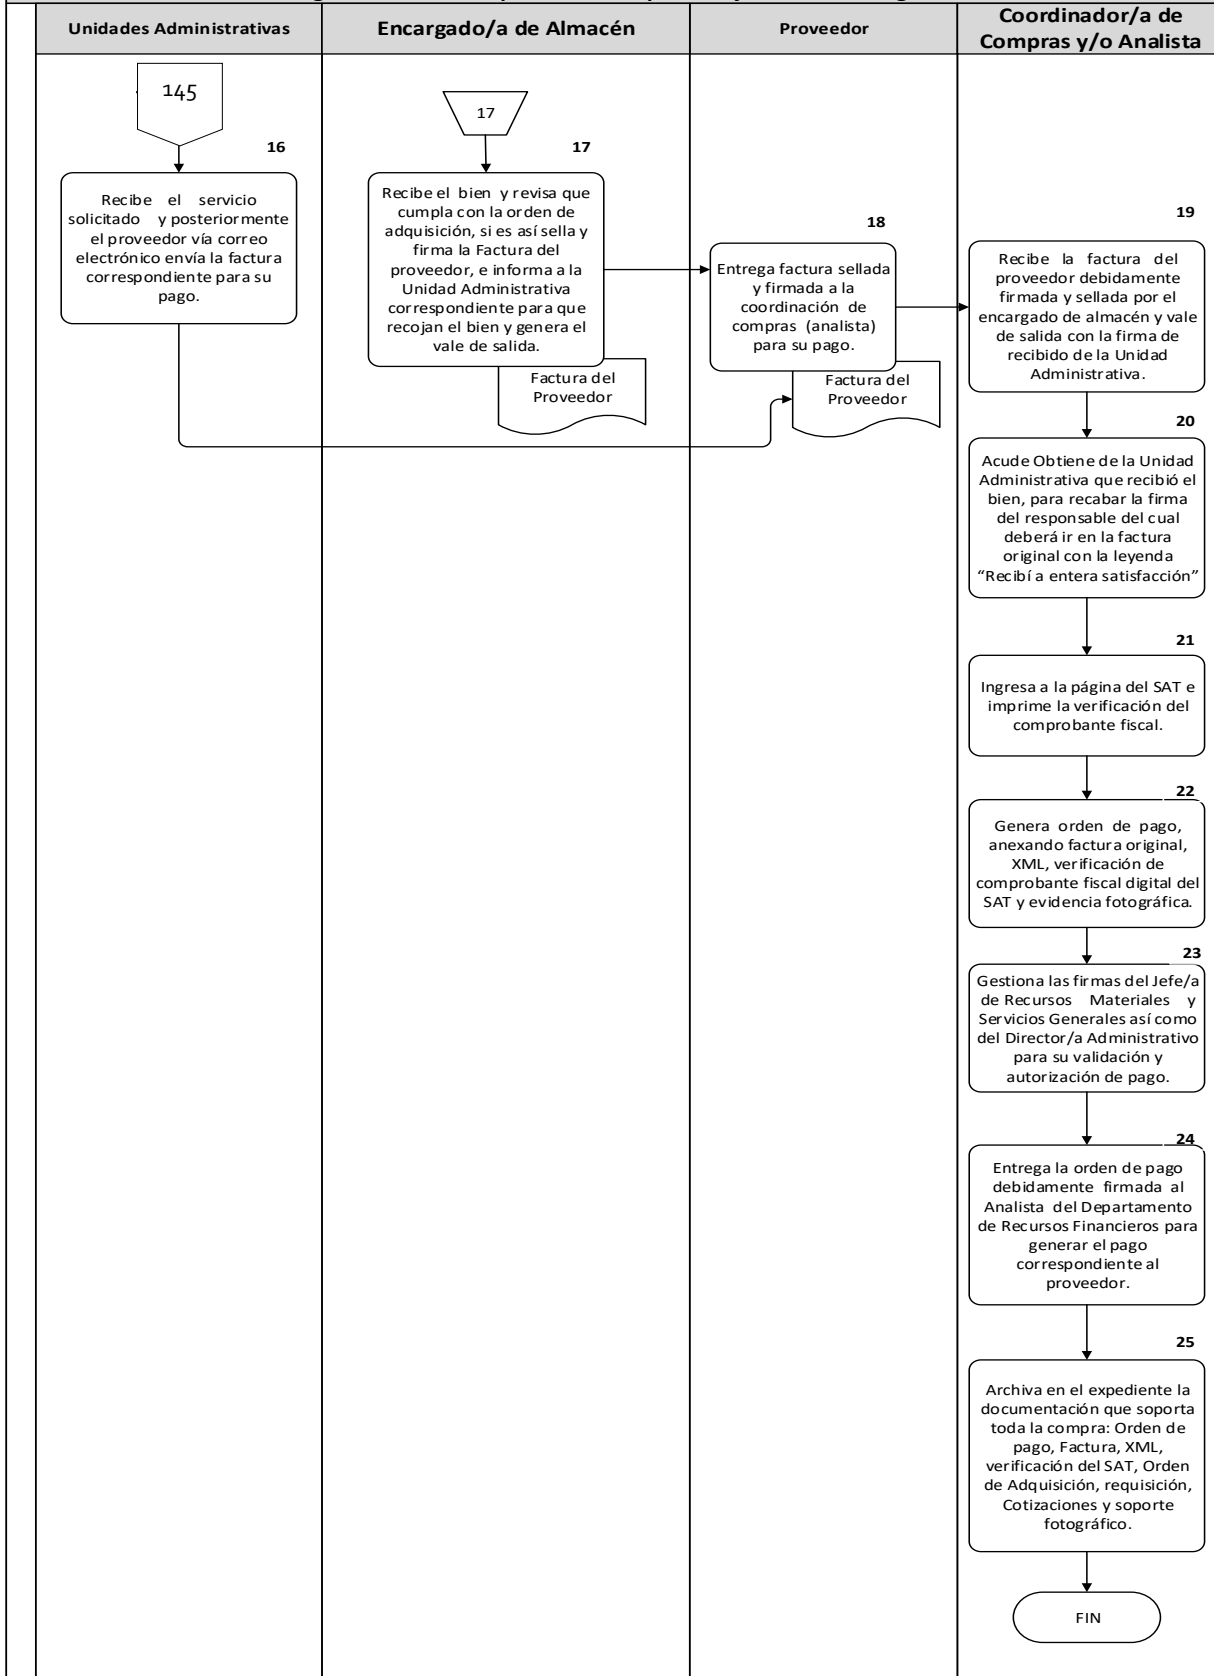 Unidades Administrativas
Encargado/a de Almacén
Proveedor
Coordinador/a de
Compras y/o Analista
145
16
Recibe el servicio
solicitado y posteriormente
el proveedor vía correo
electrónico envía la factura
correspondiente para su
pago.
17
17
Recibe el bien y revisa que
cumpla con la orden de
adquisición, si es así sella y
firma la Factura del
proveedor, e informa a la
Unidad Administrativa
correspondiente para que
recojan el bien y genera el
vale de salida.
Factura del
Proveedor
18
Entrega factura sellada
y firmada a la
coordinación de
compras (analista)
para su pago.
Factura del
Proveedor
19
Recibe la factura del
proveedor debidamente
firmada y sellada por el
encargado de almacén y vale
de salida con la firma de
recibido de la Unidad
Administrativa.
20
Acude Obtiene de la Unidad
Administrativa que recibió el
bien, para recabar la firma
del responsable del cual
deberá ir en la factura
original con la leyenda
“Recibí a entera satisfacción”
21
Ingresa a la página del SAT e
imprime la verificación del
comprobante fiscal.
22
Genera orden de pago,
anexando factura original,
XML, verificación de
comprobante fiscal digital del
SAT y evidencia fotográfica.
23
Gestiona las firmas del Jefe/a
de Recursos Materiales y
Servicios Generales así como
del Director/a Administrativo
para su validación y
autorización de pago.
24
Entrega la orden de pago
debidamente firmada al
Analista del Departamento
de Recursos Financieros para
generar el pago
correspondiente al
proveedor.
25
Archiva en el expediente la
documentación que soporta
toda la compra: Orden de
pago, Factura, XML,
verificación del SAT, Orden
de Adquisición, requisición,
Cotizaciones y soporte
fotográfico.
FIN